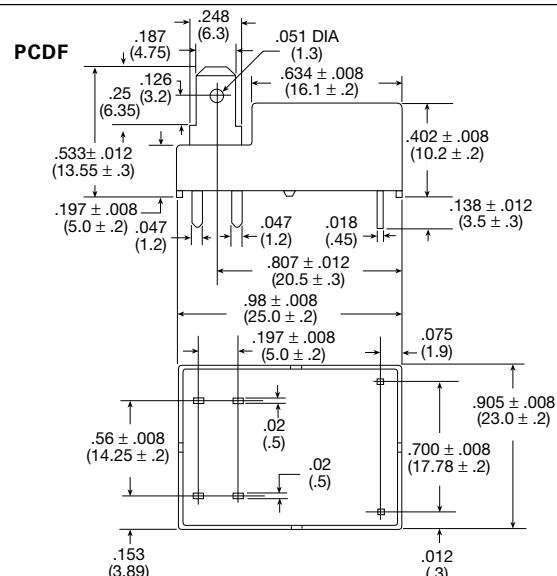 PCDF
.248
(6.3)
.187
(4.75)
.051 DIA
(1.3)
.126
(3.2)
.634 ± .008
(16.1 ± .2)
.25
(6.35)
.533± .012
(13.55 ± .3)
.402 ± .008
(10.2 ± .2)
.197 ± .008
(5.0 ± .2)
.047
(1.2)
.047
(1.2)
.018
(.45)
.138 ± .012
(3.5 ± .3)
.807 ± .012
(20.5 ± .3)
.98 ± .008
(25.0 ± .2)
.197 ± .008
(5.0 ± .2)
.075
(1.9)
.02
(.5)
.905 ± .008
(23.0 ± .2)
.56 ± .008
(14.25 ± .2)
.700 ± .008
(17.78 ± .2)
.02
(.5)
.153
(3.89)
.012
(.3)